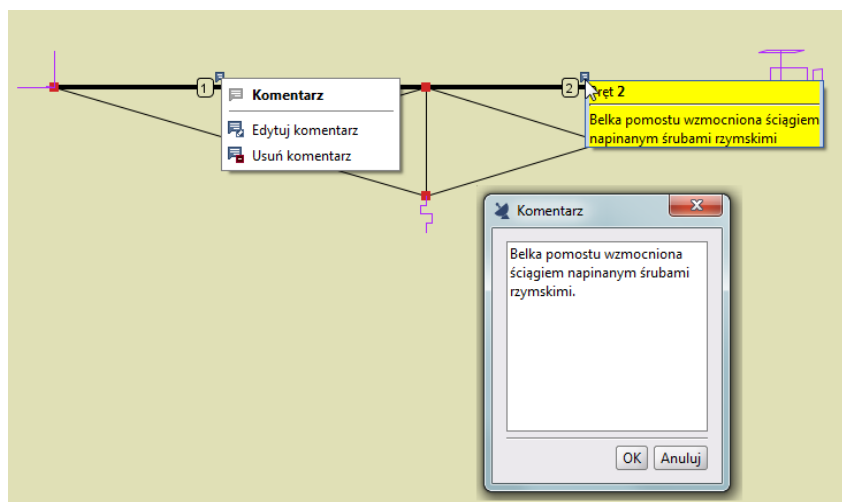 1
Komentarz
Edytuj komentarz
Usuń komentarz
2
ręt 2
Belka pomostu wzmocniona ściągiem
napinanym śrubami rzymskimi
Komentarz
Belka pomostu wzmocniona
ściągiem napinanym śrubami
rzymskimi.
OK Anuluj